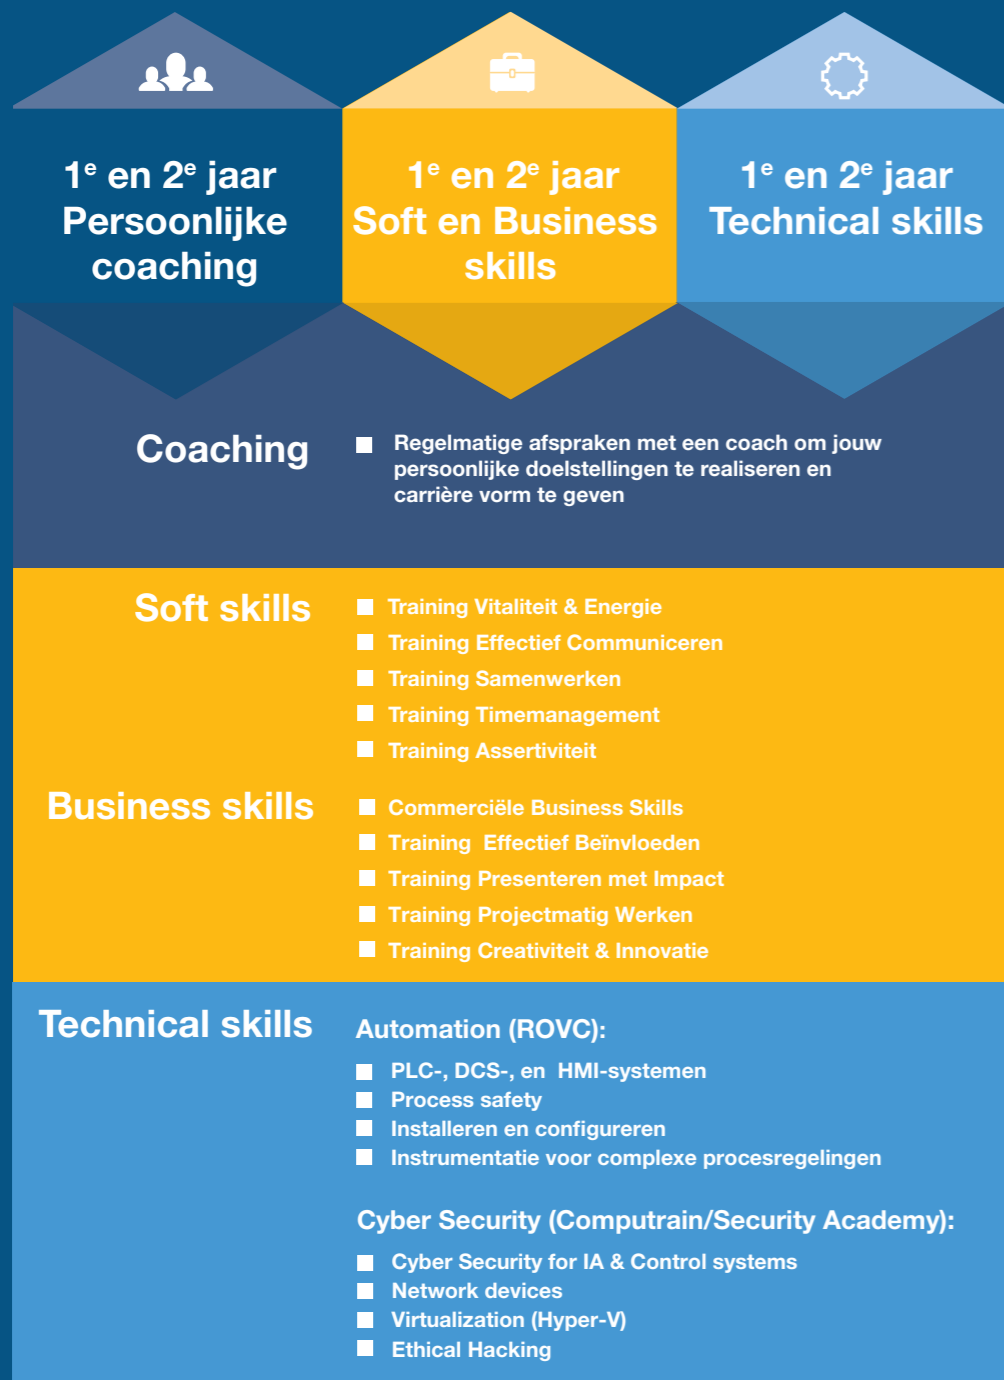 1e en 2e jaar
Persoonlijke
coaching
1e en 2e jaar
Soft en Business
skills
1e en 2e jaar
Technical skills
Coaching
Regelmatige afspraken met een coach om jouw
persoonlijke doelstellingen te realiseren en
carrière vorm te geven
Soft skills
Training Vitaliteit & Energie
Training Effectief Communiceren
Training Samenwerken
Training Timemanagement
Training Assertiviteit
Business skills
Commerciële Business Skills
Training Effectief Beïnvloeden
Training Presenteren met Impact
Training Projectmatig Werken
Training Creativiteit & Innovatie
Technical skills
Automation (ROVC):
PLC-, DCS-, en HMI-systemen
Process safety
Installeren en configureren
Instrumentatie voor complexe procesregelingen
Cyber Security (Computrain/Security Academy):
Cyber Security for IA & Control systems
Network devices
Virtualization (Hyper-V)
Ethical Hacking